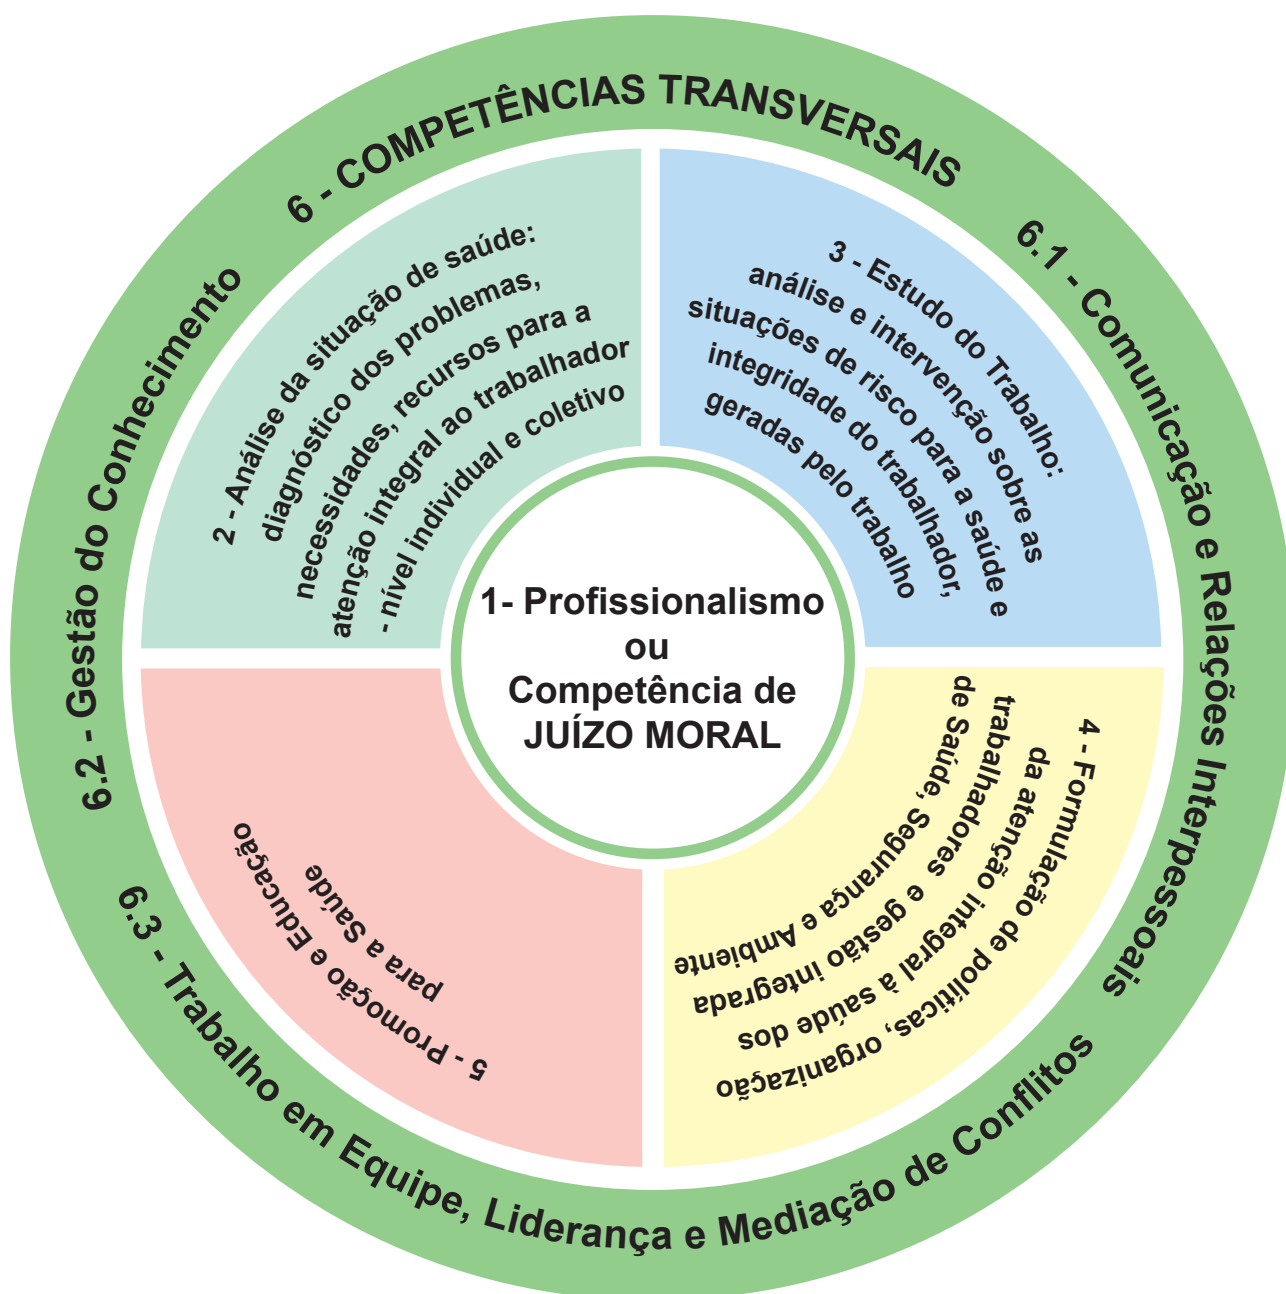 6 - COMPETÊNCIAS TRANSVERSAIS
6.1 - Comunicação e Relações Interpessoais
6.2 - Gestão do Conhecimento
6.3 - Trabalho em Equipe, Liderança e Mediação de Conflitos
1- Profissionalismo
ou
Competência de
JUÍZO MORAL
2 - Análise da situação de saúde:
diagnóstico dos problemas,
necessidades, recursos para a
atenção integral ao trabalhador
- nível individual e coletivo
3 - Estudo do Trabalho:
análise e intervenção sobre as
situações de risco para a saúde e
integridade do trabalhador,
geradas pelo trabalho
4 - Formulação de políticas, organização
da atenção integral à saúde dos
trabalhadores e gestão integrada
de Saúde, Segurança e Ambiente
5 - Promoção e Educação
para a Saúde